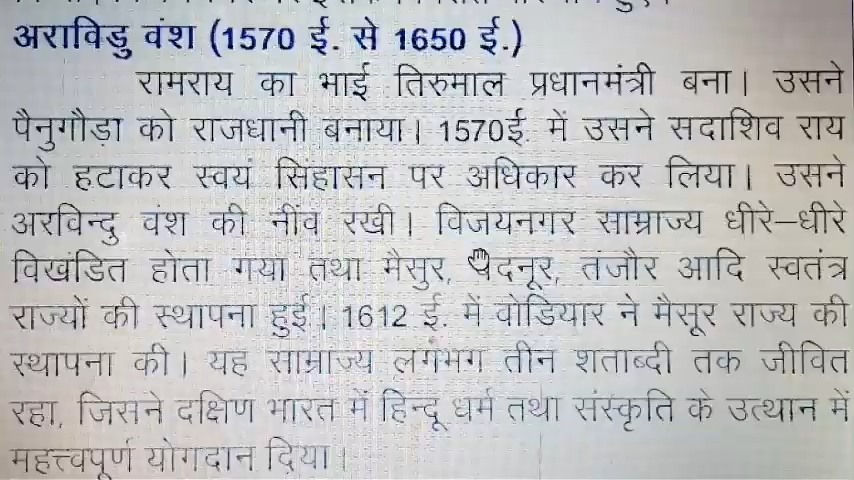 अराविडु वंश (1570 ई. से 1650 ई.)
रामराय का भाई तिरुमाल प्रधानमंत्री बना। उसने
पैनुगौड़ा को राजधानी बनाया। 1570ई. में उसने सदाशिव राय
को हटाकर स्वयं सिंहासन पर अधिकार कर लिया। उसने
अरविन्दु वंश की नींव रखी। विजयनगर साम्राज्य धीरे–धीरे
विखंडित होता गया तथा मैसुर, तंजौर आदि स्वतंत्र
राज्यों की स्थापना हुई। 1612 ई. में वोडियार ने मैसूर राज्य की
स्थापना की। यह साम्राज्य लगभग तीन शताब्दी तक जीवित
रहा, जिसने दक्षिण भारत में हिन्दू धर्म तथा संस्कृति के उत्थान में
महत्त्वपूर्ण योगदान दिया।